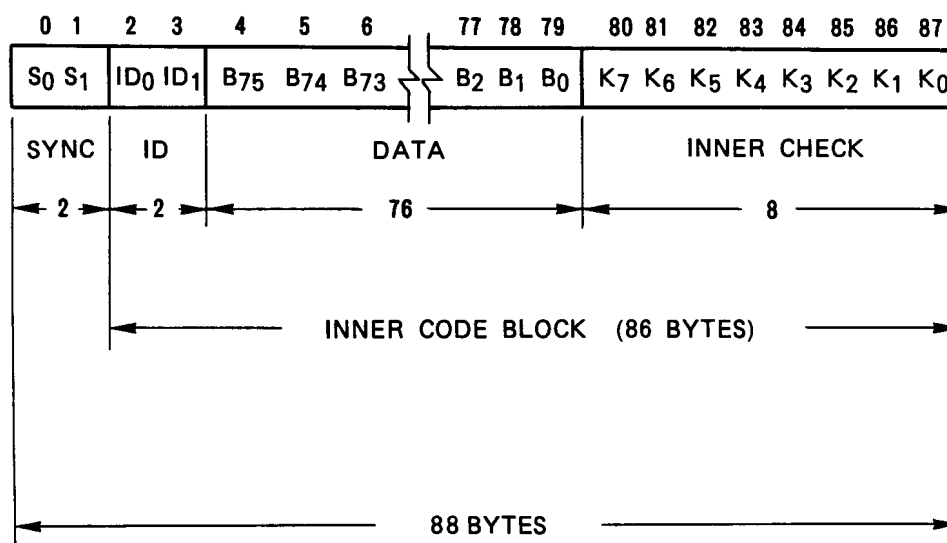 0 1 2 3 4 5 6 77 78 79 80 81 82 83 84 85 86 87
S0 S1 ID0 ID1 B75 B74 B73 B2 B1 B0 K7 K6 K5 K4 K3 K2 K1 K0
SYNC ID DATA INNER CHECK
2 2 76 8
INNER CODE BLOCK (86 BYTES)
88 BYTES